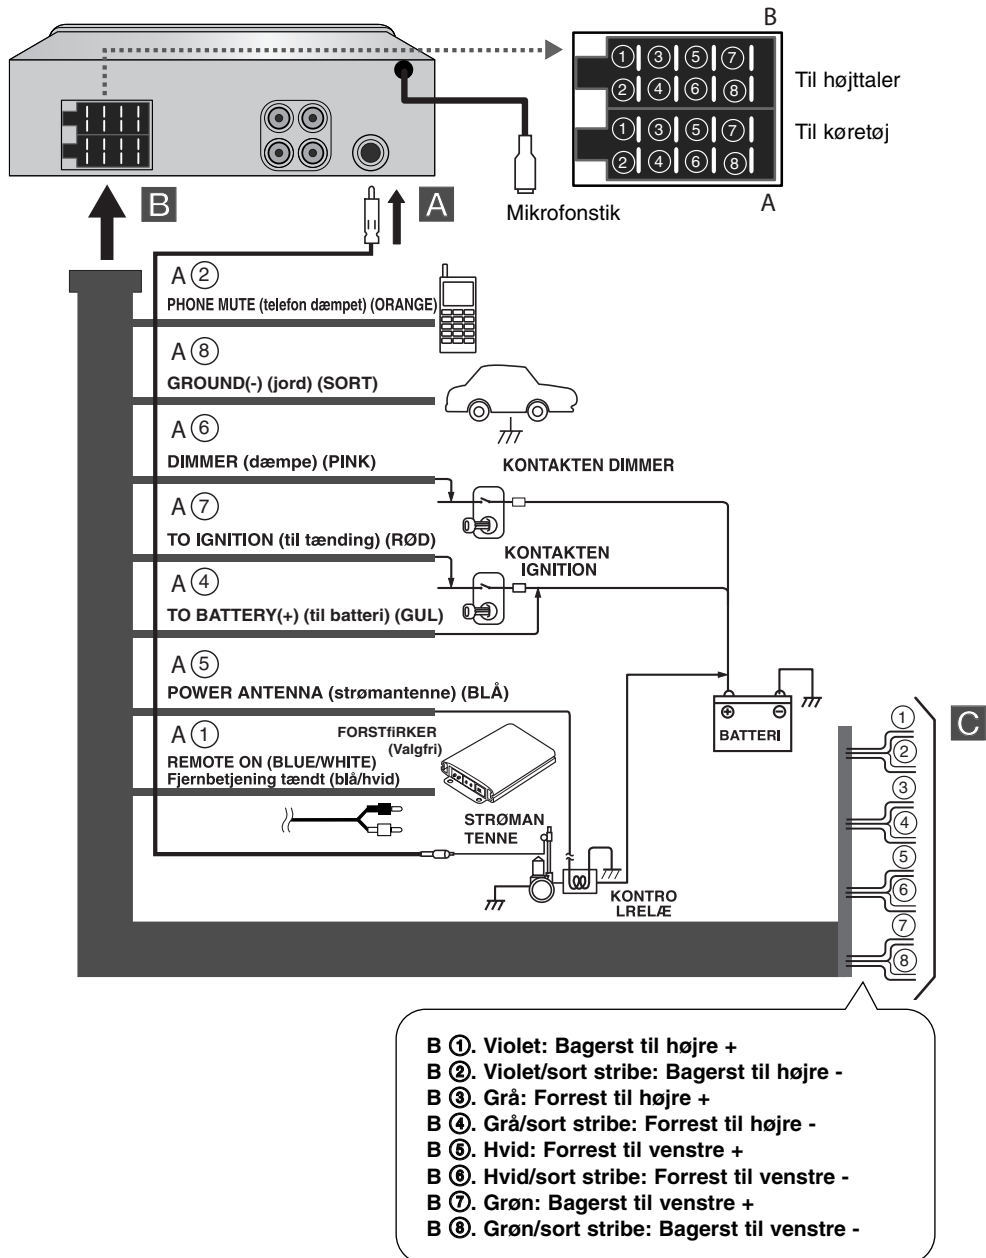 B
① ③ ⑤ ⑦
② ④ ⑥ ⑧
Til højttaler
① ③ ⑤ ⑦
② ④ ⑥ ⑧
Til køretøj
A
Mikrofonstik
B
A
A ②
PHONE MUTE (telefon dæmpet) (ORANGE)
A ⑧
GROUND(-) (jord) (SORT)
A ⑥
DIMMER (dæmpe) (PINK)
KONTAKTEN DIMMER
A ⑦
TO IGNITION (til tænding) (RØD)
KONTAKTEN
IGNITION
A ④
TO BATTERY(+) (til batteri) (GUL)
A ⑤
POWER ANTENNA (strømantenne) (BLÅ)
BATTERI
A ①
REMOTE ON (BLUE/WHITE)
Fjernbetjening tændt (blå/hvid)
FORSTfiRKER
(Valgfri)
STRØMAN
TENNE
KONTRO
LRELÆ
C
①
②
③
④
⑤
⑥
⑦
⑧
B ①. Violet: Bagerst til højre +
B ②. Violet/sort stribe: Bagerst til højre -
B ③. Grå: Forrest til højre +
B ④. Grå/sort stribe: Forrest til højre -
B ⑤. Hvid: Forrest til venstre +
B ⑥. Hvid/sort stribe: Forrest til venstre -
B ⑦. Grøn: Bagerst til venstre +
B ⑧. Grøn/sort stribe: Bagerst til venstre -